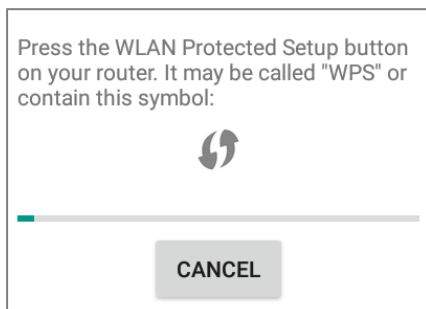 Press the WLAN Protected Setup button
on your router. It may be called "WPS" or
contain this symbol:
CANCEL